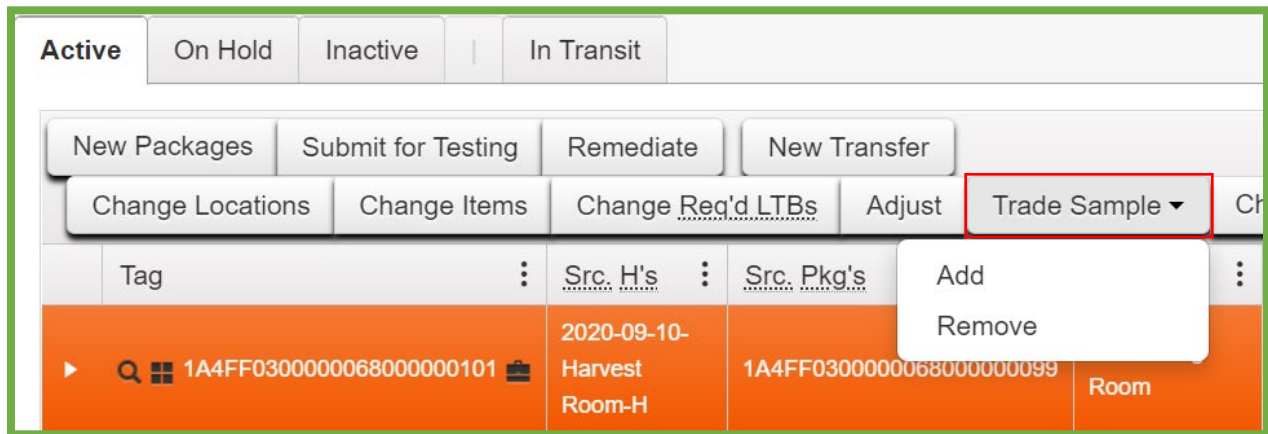 Active On Hold Inactive | In Transit
New Packages Submit for Testing Remediate New Transfer
Change Locations Change Items Change Req'd LTBs Adjust Trade Sample
Tag Src. H's Src. Pkg's Add
Remove
2020-09-10-
1A4FF0300000068000000101 Harvest 1A4FF0300000068000000099
Room-H Room